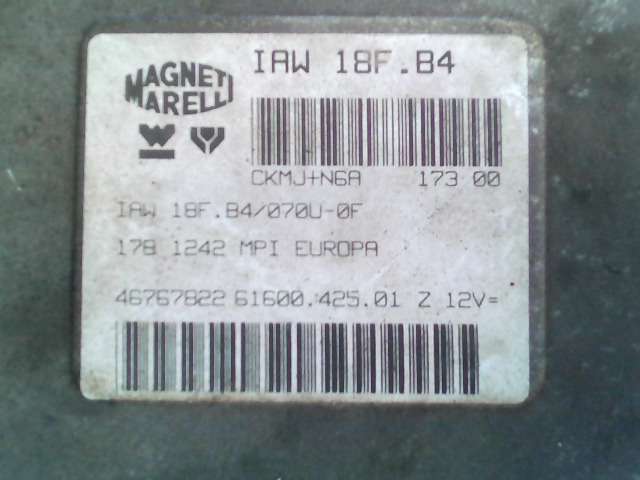 MAGNETI
MARELLI
IAW 18F.B4
CKMJ+N6A 173 00
IAW 18F.B4/070U-0F
178 1242 MPI EUROPA
46767822 61600.425.01 Z 12V=